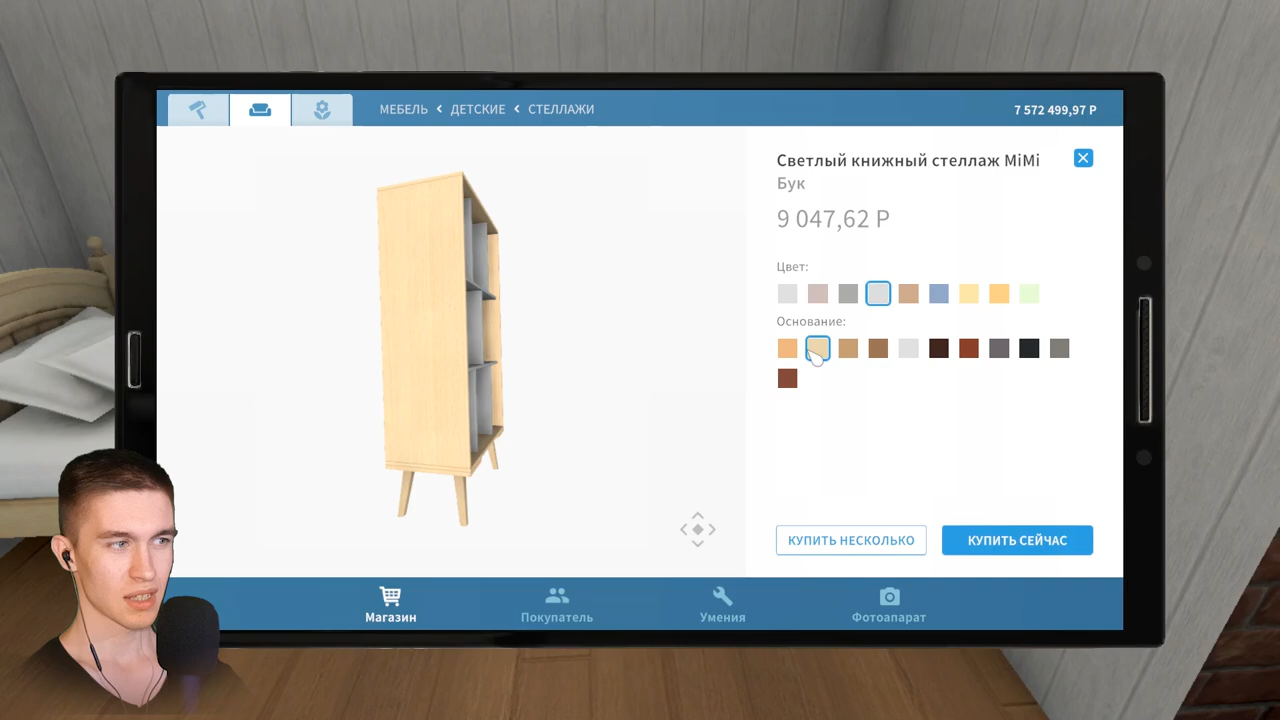 МЕБЕЛЬ < ДЕТСКИЕ < СТЕЛЛАЖИ
7 572 499,97 Р
Светлый книжный стеллаж MiMi
Бук
9 047,62 Р
Цвет:
Основание:
КУПИТЬ НЕСКОЛЬКО
КУПИТЬ СЕЙЧАС
Магазин
Покупатель
Умения
Фотоаппарат